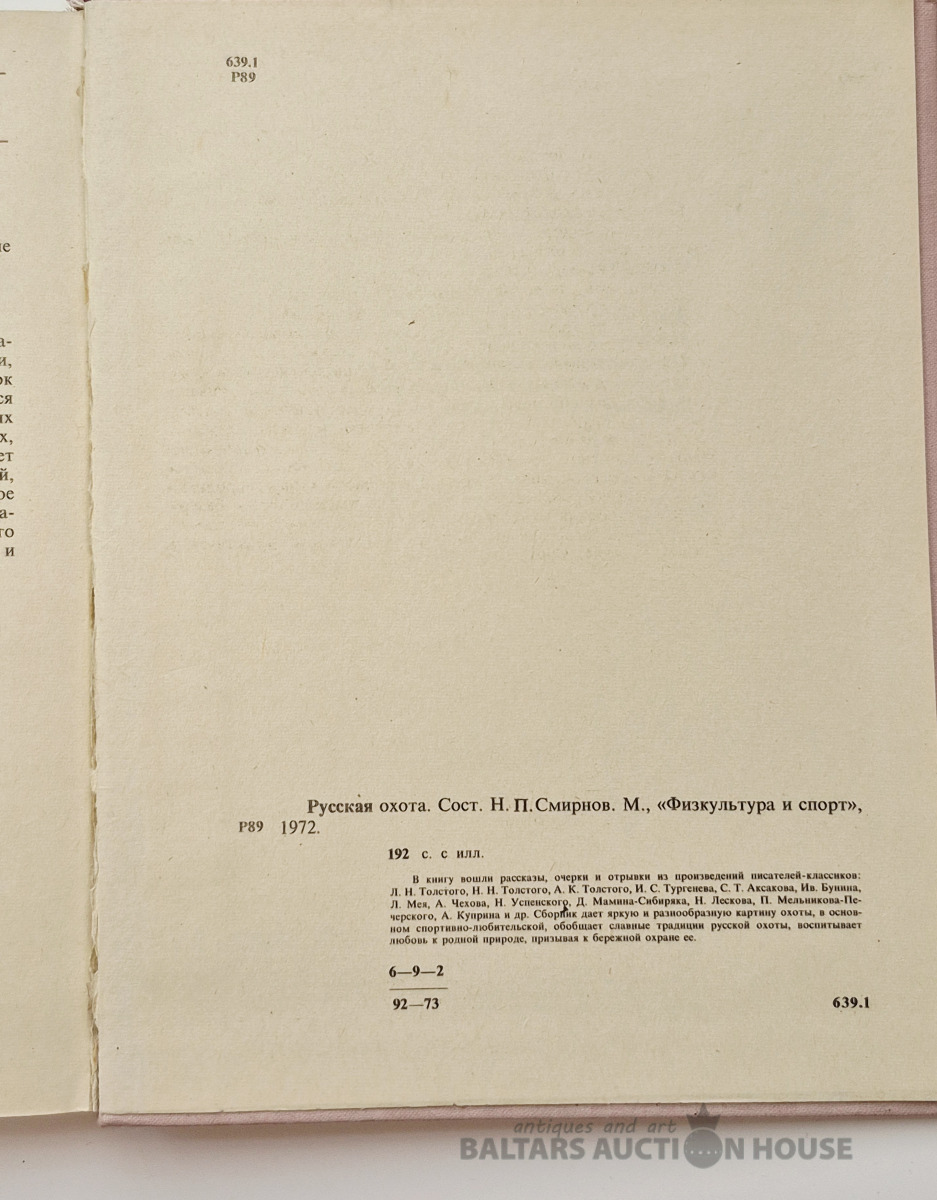 639.1
Р89
Русская охота. Сост. Н. П. Смирнов. М., «Физкультура и спорт»,
Р89 1972.
192 с. с илл.
В книгу вошли рассказы, очерки и отрывки из произведений писателей-классиков:
Л. Н. Толстого, Н. Н. Толстого, А. К. Толстого, И. С. Тургенева, С. Т. Аксакова, Ив. Бунина,
Л. Мея, А. Чехова, Н. Успенского, Д. Мамина-Сибиряка, Н. Лескова, П. Мельникова-Пе-
черского, А. Куприна и др. Сборник дает яркую и разнообразную картину охоты, в основ-
ном спортивно-любительской, обобщает славные традиции русской охоты, воспитывает
любовь к родной природе, призывая к бережной охране ее.
6—9—2
92—73
639.1
antiques and art
BALTARS AUCTION HOUSE